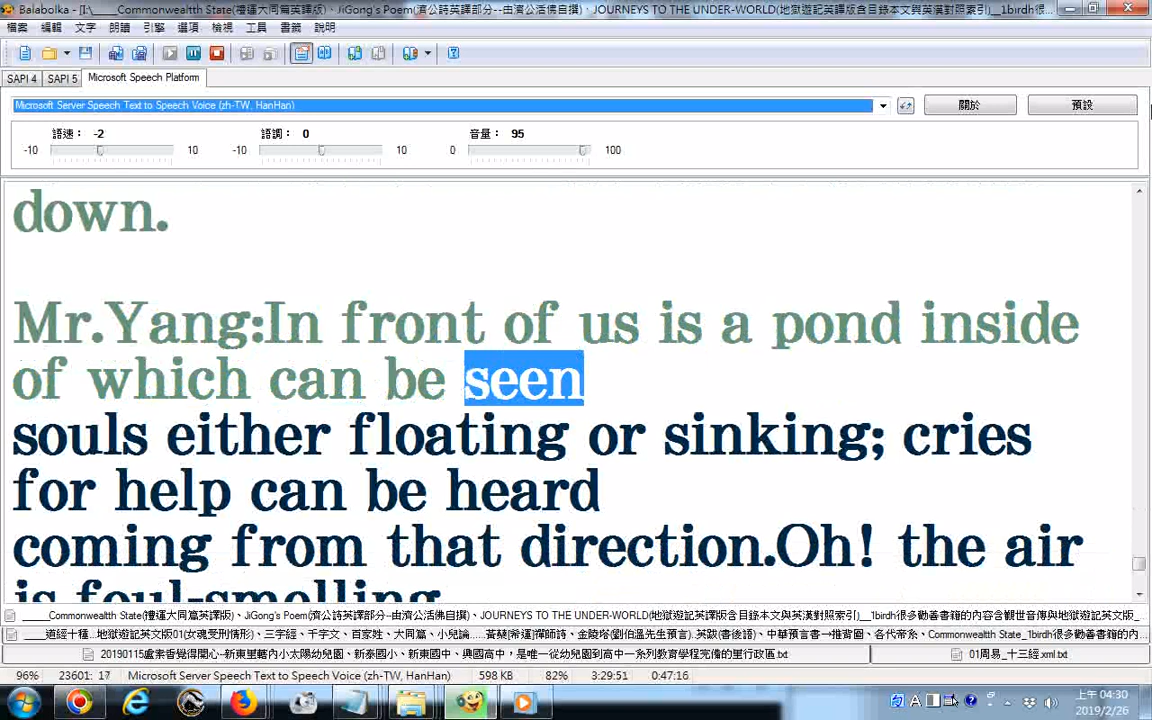 Balabolka - [I:\_____Commonwealtth State(禮運大同篇英譯版)、JiGong's Poem(濟公詩英譯部分--由濟公活佛自撰)、JOURNEYS TO THE UNDER-WORLD(地獄遊記英譯版含目錄本文與英漢對照索引)__1birdh很...
檔案 編輯 文字 朗讀 引擎 選項 檢視 工具 書籤 說明
SAPI 4 SAPI 5 Microsoft Speech Platform
Microsoft Server Speech Text to Speech Voice (zh-TW, HanHan) 關於 預設
語速： -2 語調： 0 音量： 95
-10 10 -10 10 0 100
down.
Mr.Yang:In front of us is a pond inside
of which can be seen
souls either floating or sinking; cries
for help can be heard
coming from that direction.Oh! the air
is foul-smelling
_____Commonwealtth State(禮運大同篇英譯版)、JiGong's Poem(濟公詩英譯部分--由濟公活佛自撰)、JOURNEYS TO THE UNDER-WORLD(地獄遊記英譯版含目錄本文與英漢對照索引)__1birdh很多勸善書籍的內容含觀世音傳與地獄遊記英文版_
____道經十種...地獄遊記英文版01(女魂受刑情形)、三字經、千字文、百家姓、大同篇、小兒論......黃蘗[希運]禪師詩、金陵塔(劉伯溫先生預言).英跋(書後語)、中華預言書一推背圖、各代帝系、Commonwealth State_1birdh很多勸善書籍的內...
20190115盧素香覺得開心--新東里轄內小太陽幼兒園、新泰國小、新東國中、興國高中，是唯一從幼兒園到高中一系列教育學程完備的里行政區.txt 01周易_十三經.xml.txt
96% 23601: 17 Microsoft Server Speech Text to Speech Voice (zh-TW, HanHan) 598 KB 82% 3:29:51 0:47:16
上午 04:30
2019/2/26